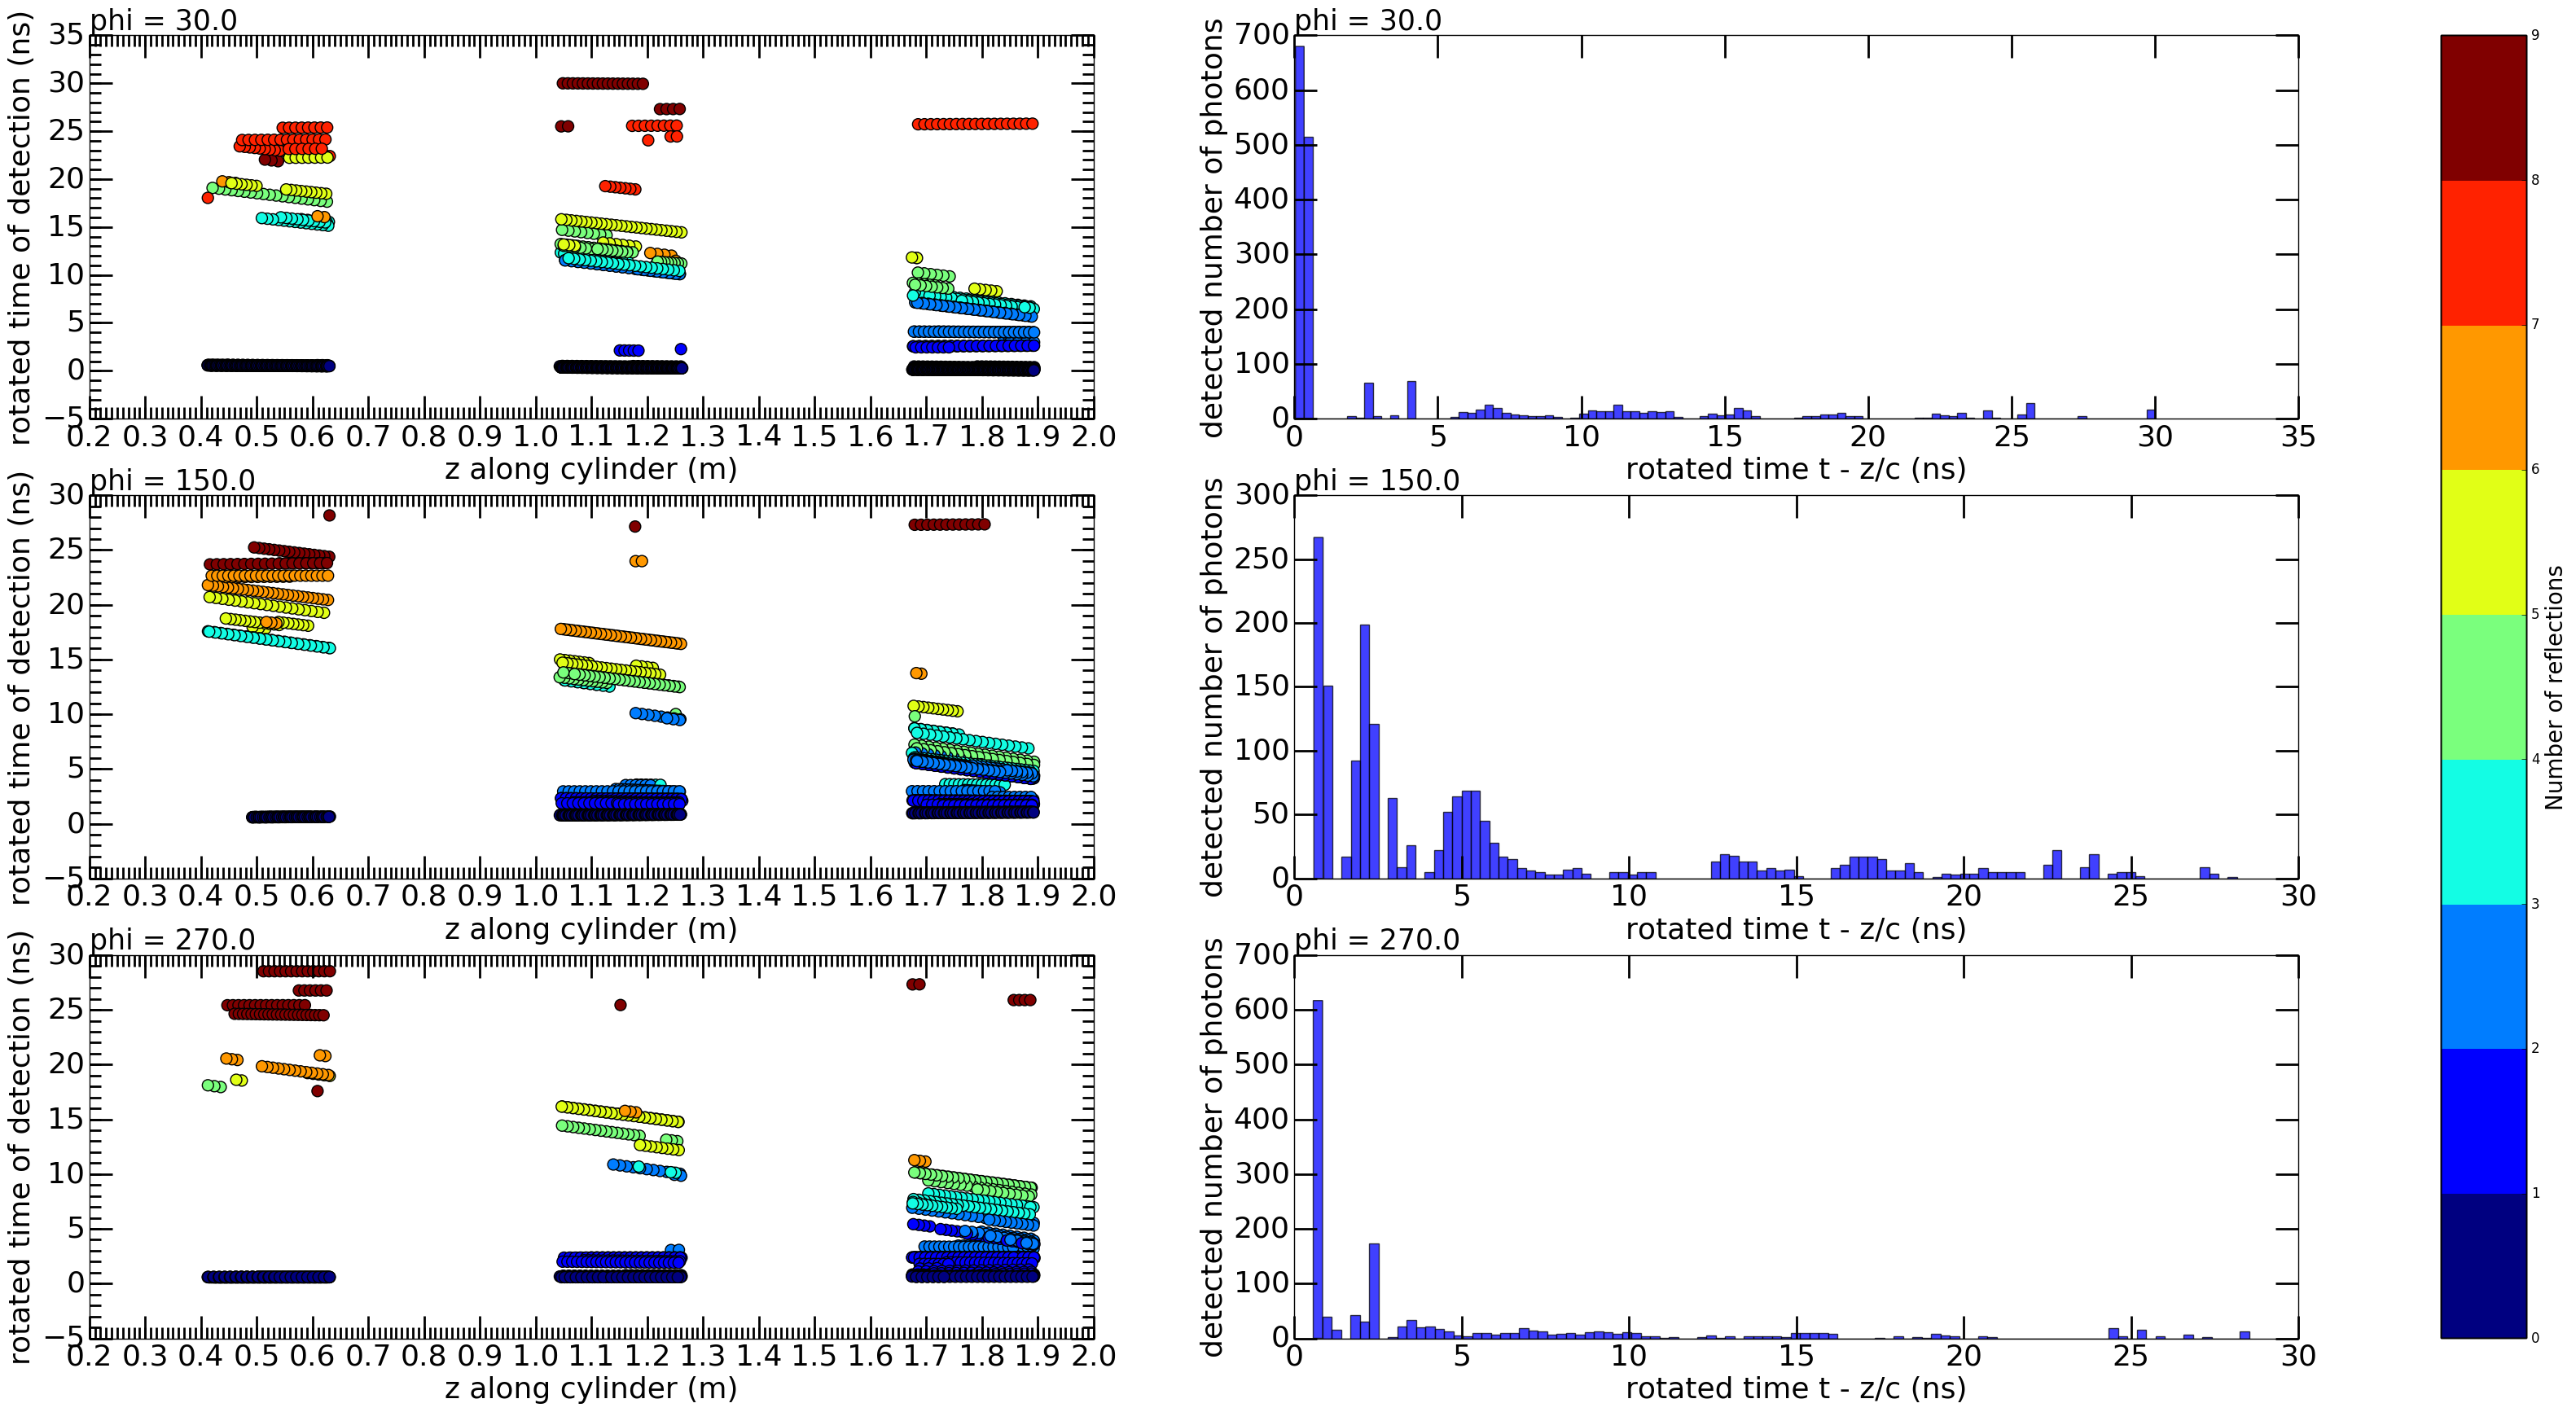 phi = 30.0
rotated time of detection (ns)
35
30
25
20
15
10
5
0
−5
0.2 0.3 0.4 0.5 0.6 0.7 0.8 0.9 1.0 1.1 1.2 1.3 1.4 1.5 1.6 1.7 1.8 1.9 2.0
z along cylinder (m)
phi = 30.0
detected number of photons
700
600
500
400
300
200
100
0
0 5 10 15 20 25 30 35
rotated time t - z/c (ns)
phi = 150.0
rotated time of detection (ns)
30
25
20
15
10
5
0
−5
0.2 0.3 0.4 0.5 0.6 0.7 0.8 0.9 1.0 1.1 1.2 1.3 1.4 1.5 1.6 1.7 1.8 1.9 2.0
z along cylinder (m)
phi = 150.0
detected number of photons
300
250
200
150
100
50
0
0 5 10 15 20 25 30
rotated time t - z/c (ns)
phi = 270.0
rotated time of detection (ns)
30
25
20
15
10
5
0
−5
0.2 0.3 0.4 0.5 0.6 0.7 0.8 0.9 1.0 1.1 1.2 1.3 1.4 1.5 1.6 1.7 1.8 1.9 2.0
z along cylinder (m)
phi = 270.0
detected number of photons
700
600
500
400
300
200
100
0
0 5 10 15 20 25 30
rotated time t - z/c (ns)
9
8
7
6
5
4
3
2
1
0
Number of reflections